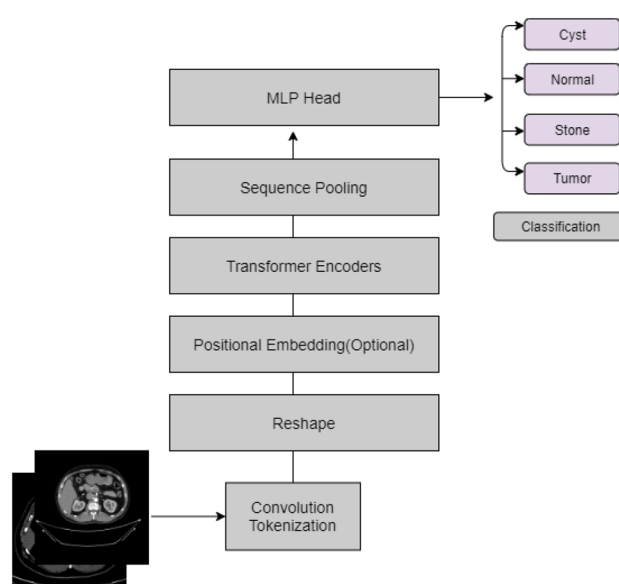 Cyst
MLP Head
Normal
Stone
Sequence Pooling
Tumor
Classification
Transformer Encoders
Positional Embedding(Optional)
Reshape
Convolution
Tokenization